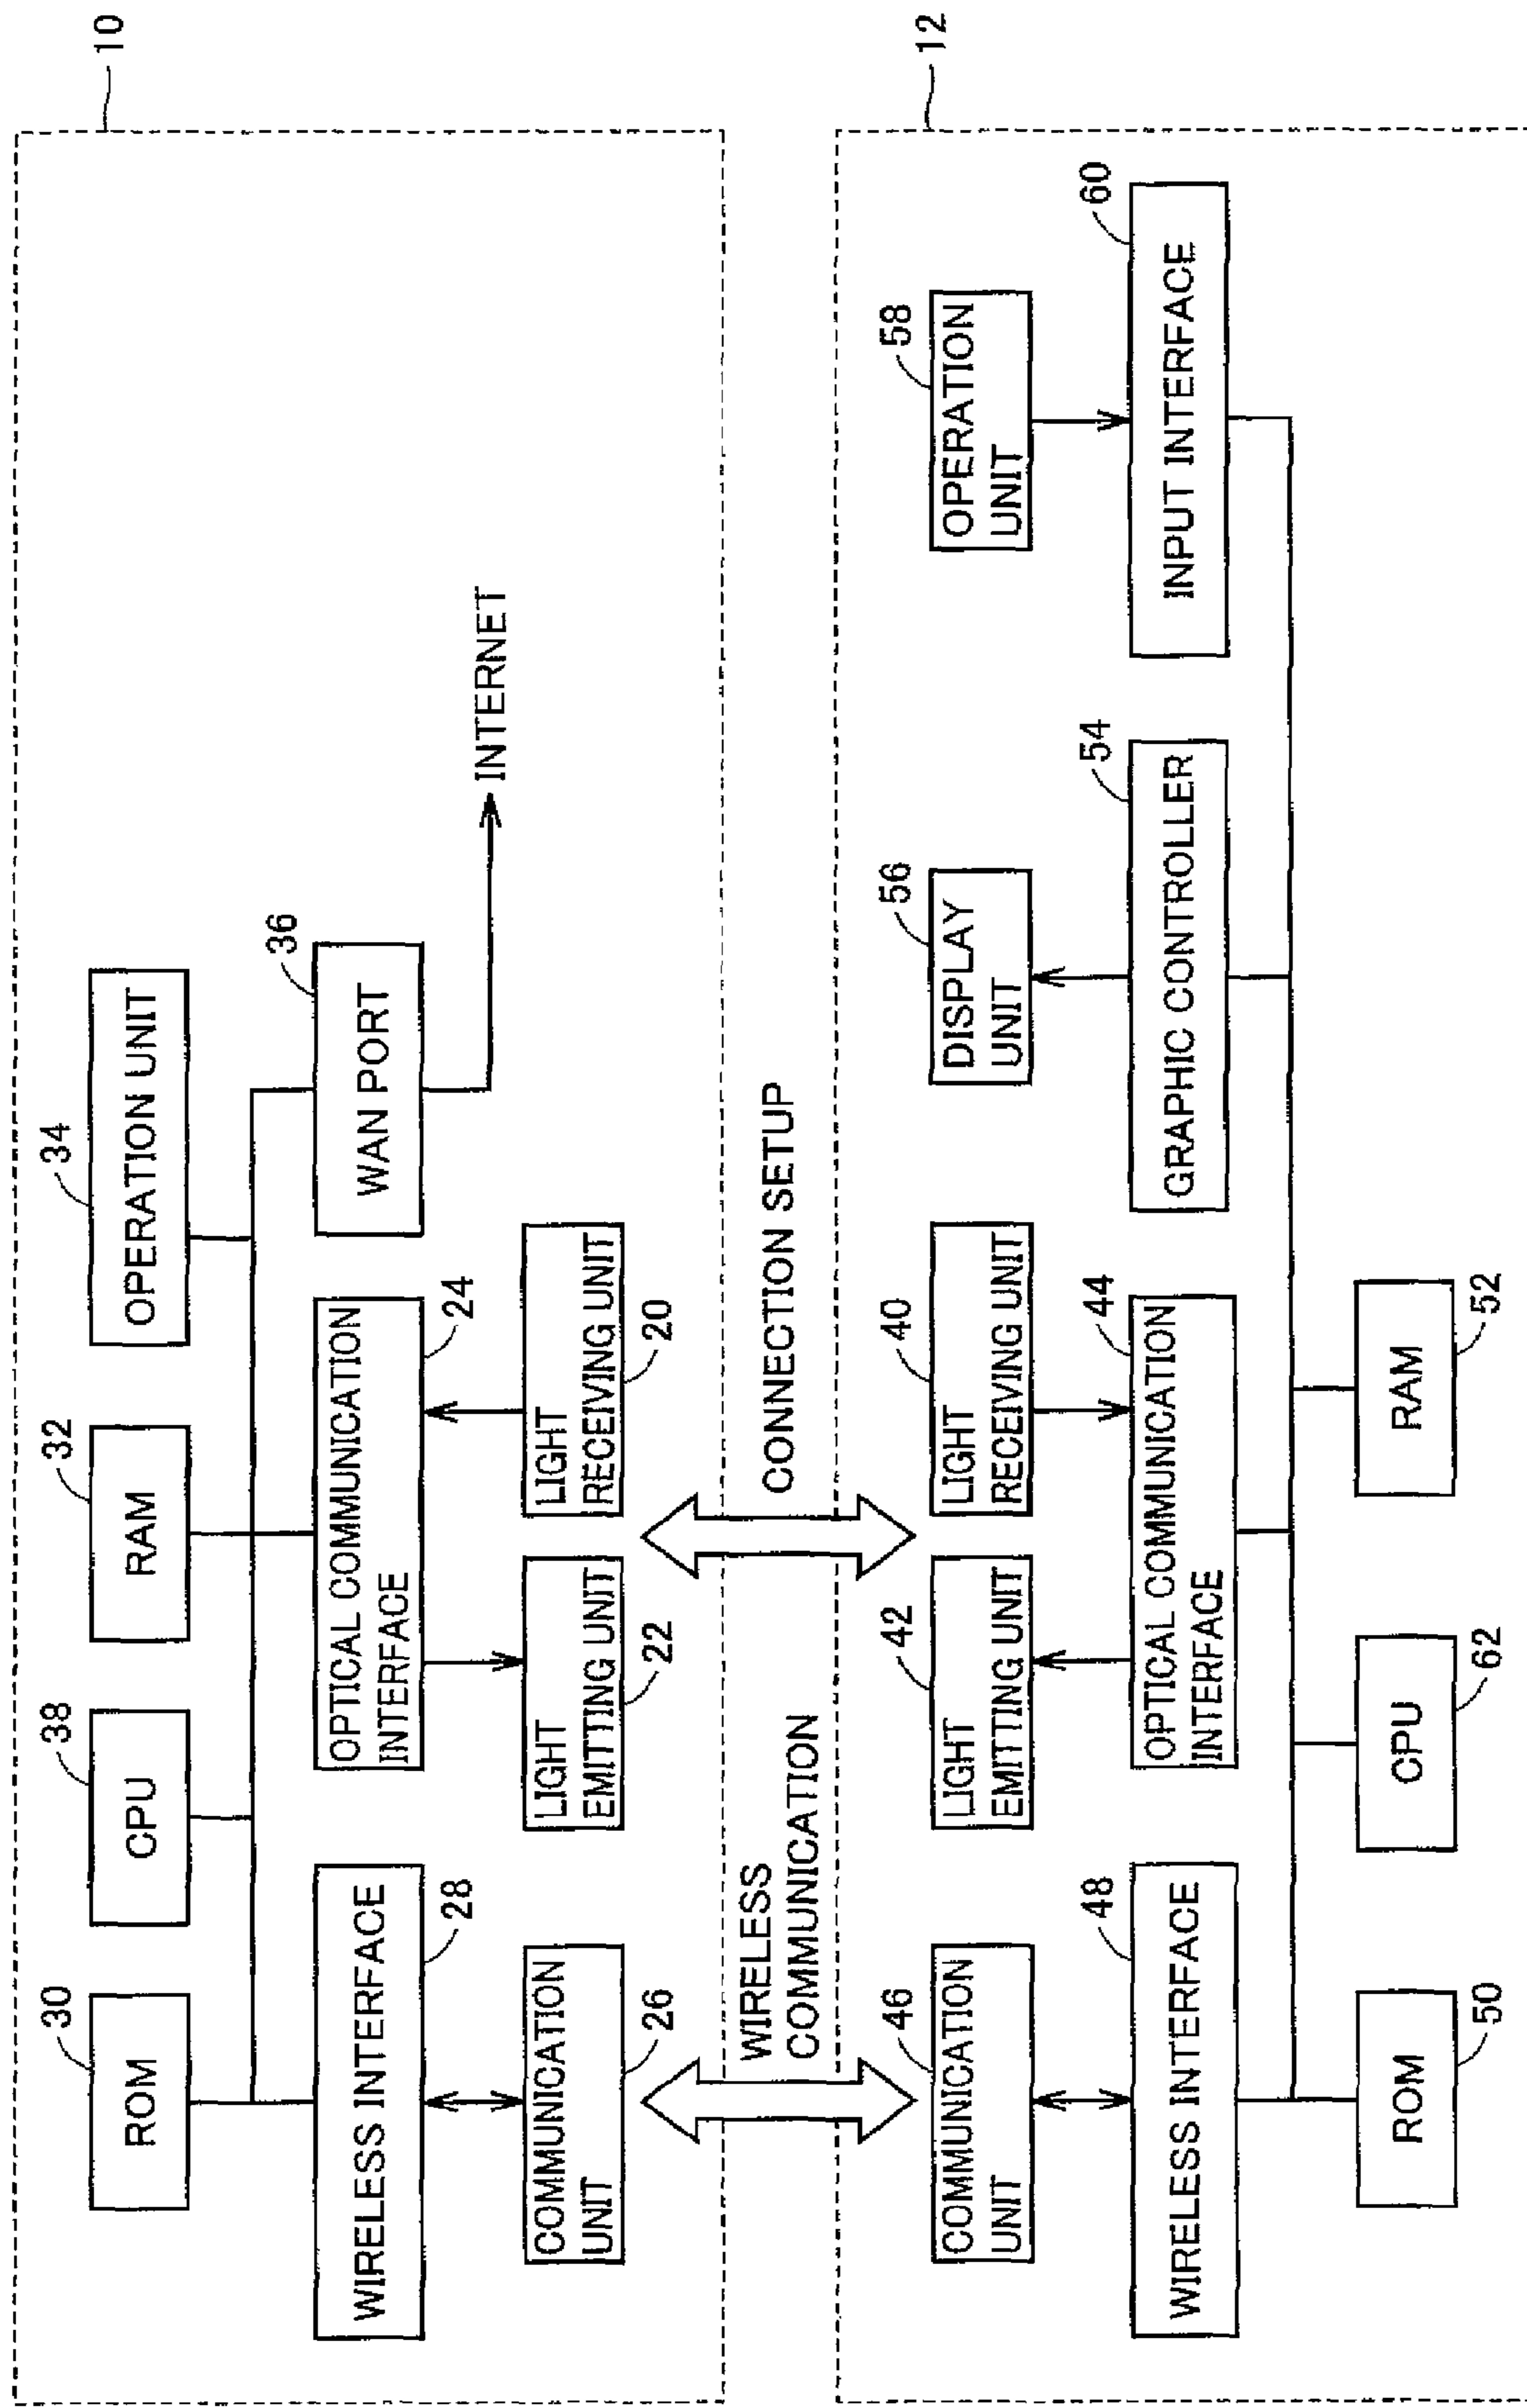 10
30
ROM
38
CPU
32
RAM
34
OPERATION UNIT
WIRELESS INTERFACE
28
OPTICAL COMMUNICATION
INTERFACE
24
36
WAN PORT
INTERNET
COMMUNICATION
UNIT
26
LIGHT
EMITTING UNIT
22
LIGHT
RECEIVING UNIT
20
WIRELESS
COMMUNICATION
CONNECTION SETUP
12
46
COMMUNICATION
UNIT
42
LIGHT
EMITTING UNIT
40
LIGHT
RECEIVING UNIT
56
DISPLAY
UNIT
58
OPERATION
UNIT
48
WIRELESS INTERFACE
44
OPTICAL COMMUNICATION
INTERFACE
54
GRAPHIC CONTROLLER
60
INPUT INTERFACE
ROM
50
CPU
62
RAM
52